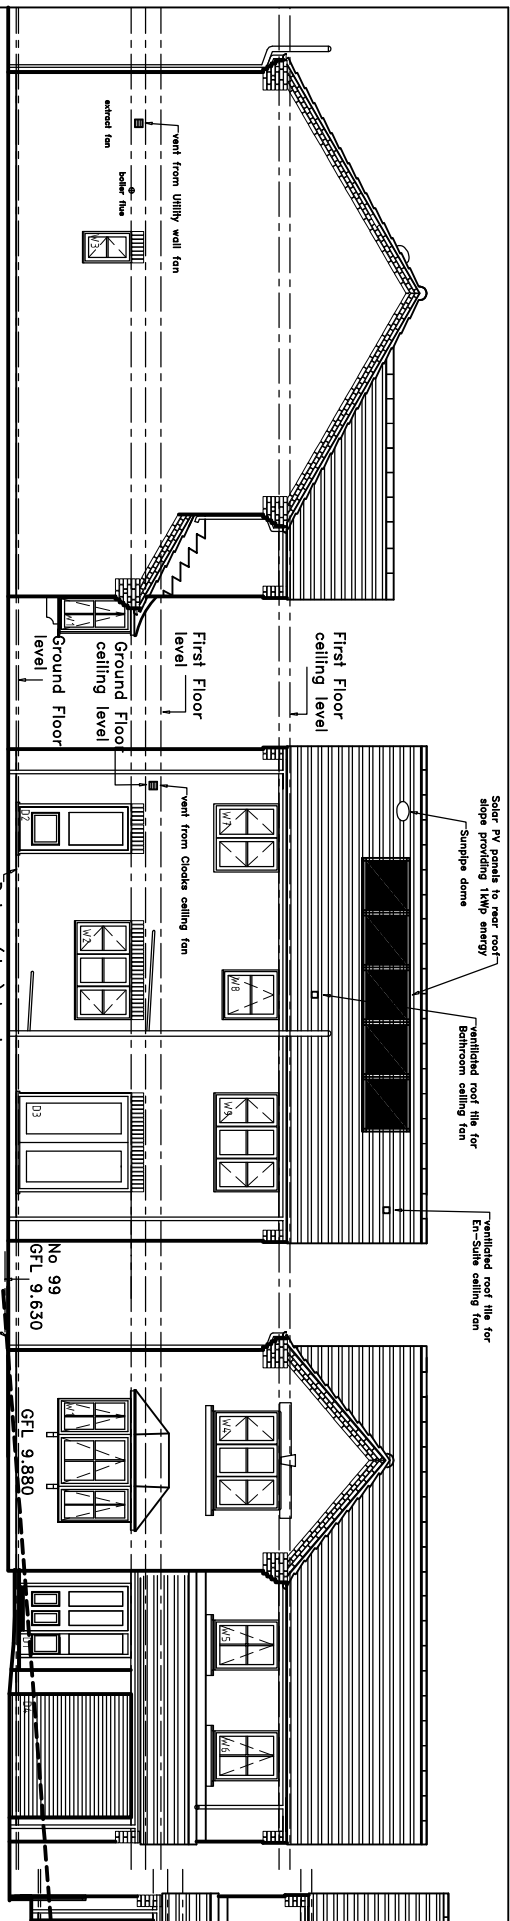 extract fan
boiler flue
vent from Utility wall fan
W3
W1
Ground Floor
level
Ground Floor
ceiling level
First Floor
level
First Floor
ceiling level
Solar PV panels to rear roof
slope providing 1kWp energy
Sunpipe dome
ventilated roof tile for
Bathroom ceiling fan
ventilated roof tile for
En-Suite ceiling fan
vent from Cloaks ceiling fan
W7
W8
W9
D2
W2
D3
No 99
GFL 9.630
GFL 9.880
W4
W5
W6
D1
D4